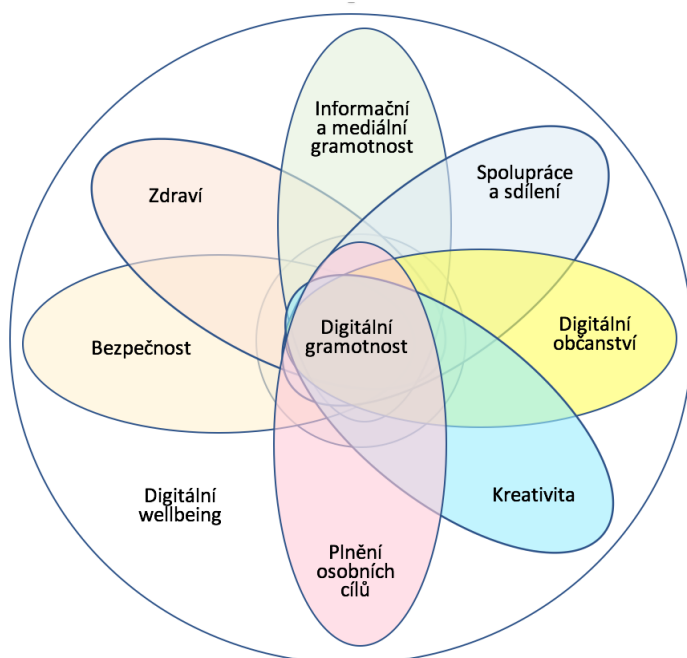 Informační
a mediální
gramotnost
Spolupráce
a sdílení
Zdraví
Digitální
gramotnost
Digitální
občanství
Bezpečnost
Digitální
wellbeing
Kreativita
Plnění
osobních
cílů